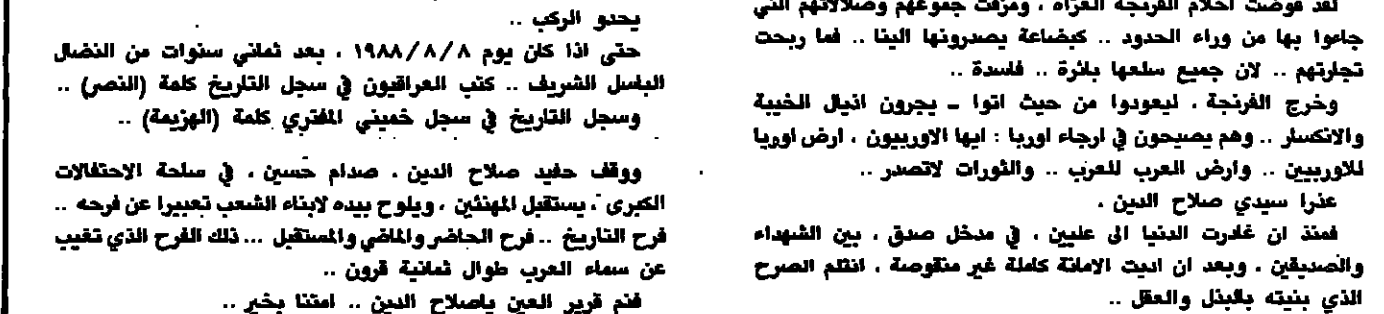 لقد قوضت احلام الفرنجة الغزاة ، ومزقت جموعهم وضلالاتهم التي
جاءوا بها من وراء الحدود .. كبضاعة يصدرونها الينا .. فما ربحت
تجارتهم .. لان جميع سلعها بائرة .. فاسدة ..
وخرج الفرنجة ، ليعودوا من حيث اتوا ــ يجرون اذيال الخيبة
والانكسار .. وهم يصيحون في ارجاء اوربا : ايها الاوربيون ، ارض اوربا
للاوربيين .. وارض العرب للعرب .. والثورات لاتصدر ..
عذرا سيدي صلاح الدين .
فمنذ ان غادرت الدنيا الى عليين ، في مدخل صدق ، بين الشهداء
والصديقين ، وبعد ان اديت الامانة كاملة غير منقوصة ، انثلم الصرح
الذي بنيته بالبذل والعقل ..
يحدو الركب ..
حتى اذا كان يوم ٨ / ٨ / ١٩٨٨ ، بعد ثماني سنوات من النضال
الباسل الشريف .. كتب العراقيون في سجل التاريخ كلمة (النصر) ..
وسجل التاريخ في سجل خميني المفتري كلمة (الهزيمة) ..
ووقف حفيد صلاح الدين ، صدام حسين ، في ساحة الاحتفالات
الكبرى ، يستقبل المهنئين ، ويلوح بيده لابناء الشعب تعبيرا عن فرحه ..
فرح التاريخ .. فرح الحاضر والماضي والمستقبل ... ذلك الفرح الذي تغيب
عن سماء العرب طوال ثمانية قرون ..
فنم قرير العين ياصلاح الدين .. امتنا بخير ..